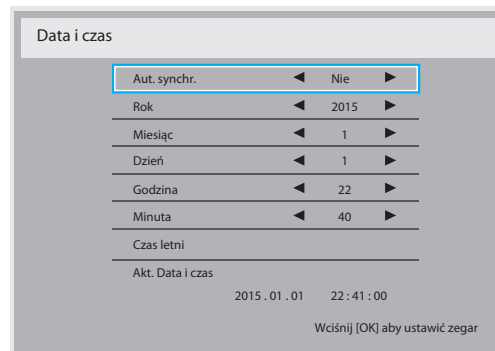 Data i czas
Aut. synchr. ◀ Nie ▶
Rok ◀ 2015 ▶
Miesiąc ◀ 1 ▶
Dzień ◀ 1 ▶
Godzina ◀ 22 ▶
Minuta ◀ 40 ▶
Czas letni
Akt. Data i czas
2015 . 01 . 01 22 : 41 : 00
Wciśnij [OK] aby ustawić zegar